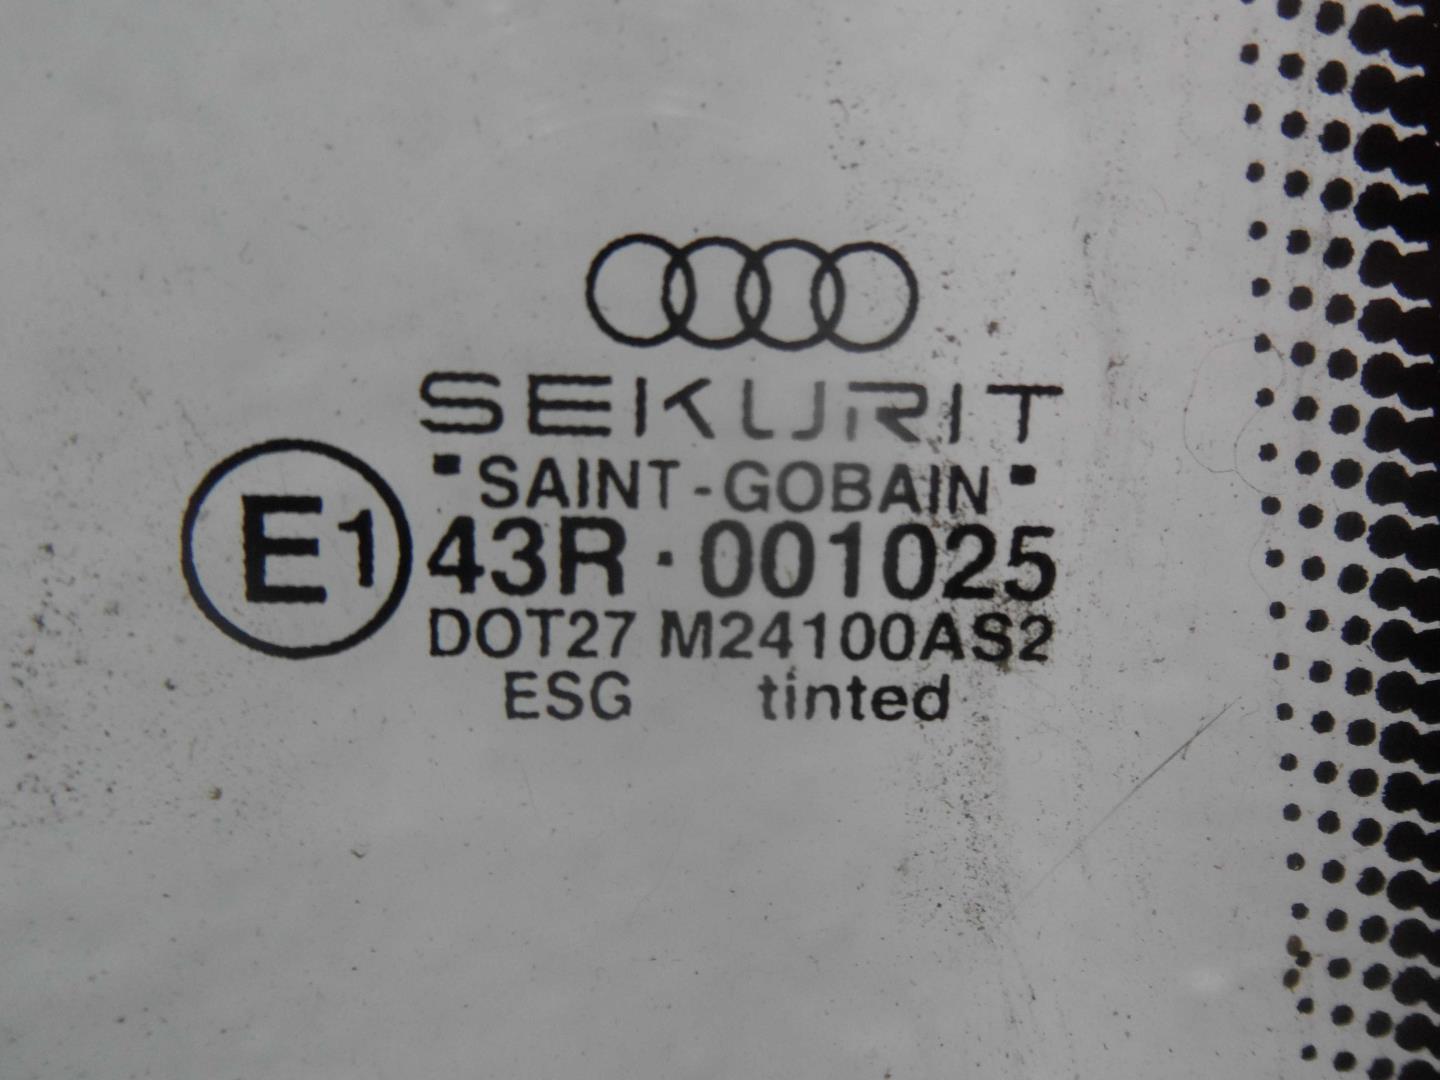 SEKURIT
SAINT-GOBAIN
E1 43R · 001025
DOT27 M24100AS2
ESG tinted